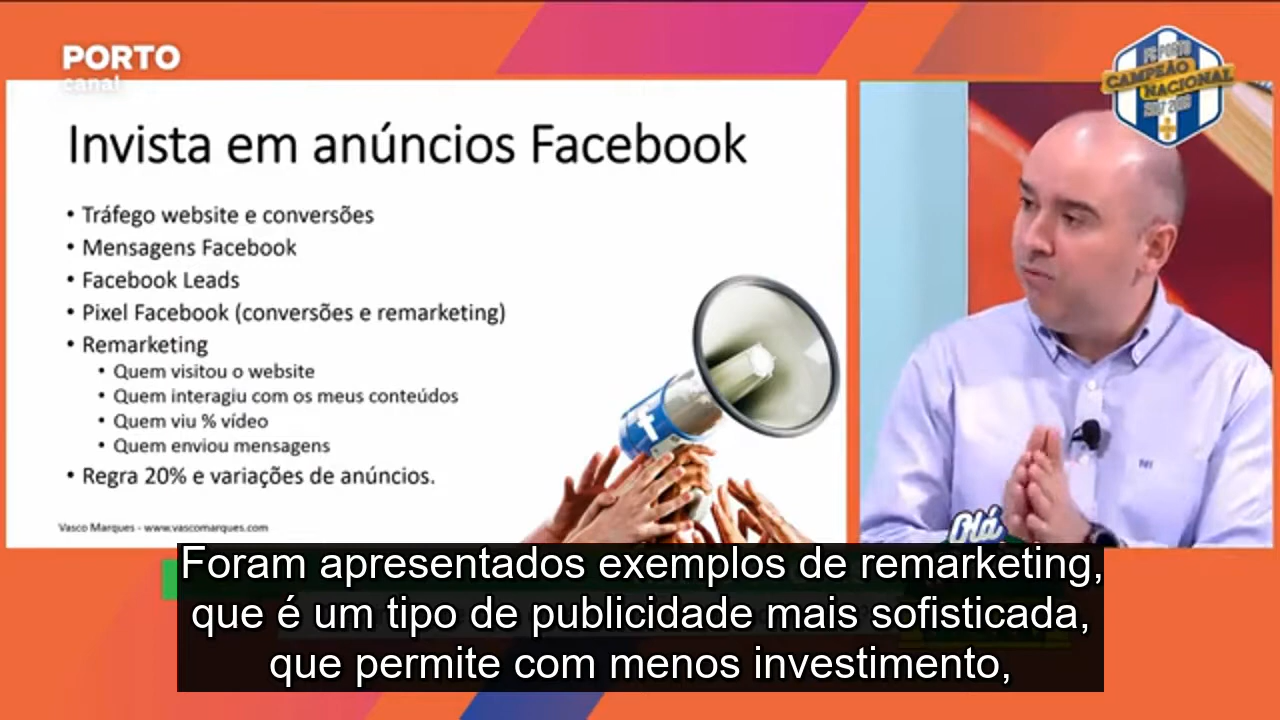 PORTO
canal
FC PORTO
CAMPEÃO
NACIONAL
Invista em anúncios Facebook
• Tráfego website e conversões
• Mensagens Facebook
• Facebook Leads
• Pixel Facebook (conversões e remarketing)
• Remarketing
• Quem visitou o website
• Quem interagiu com os meus conteúdos
• Quem viu % vídeo
• Quem enviou mensagens
• Regra 20% e variações de anúncios.
f
Vasco Marques - www.vascomarques.com
Olá
Foram apresentados exemplos de remarketing,
que é um tipo de publicidade mais sofisticada,
que permite com menos investimento,